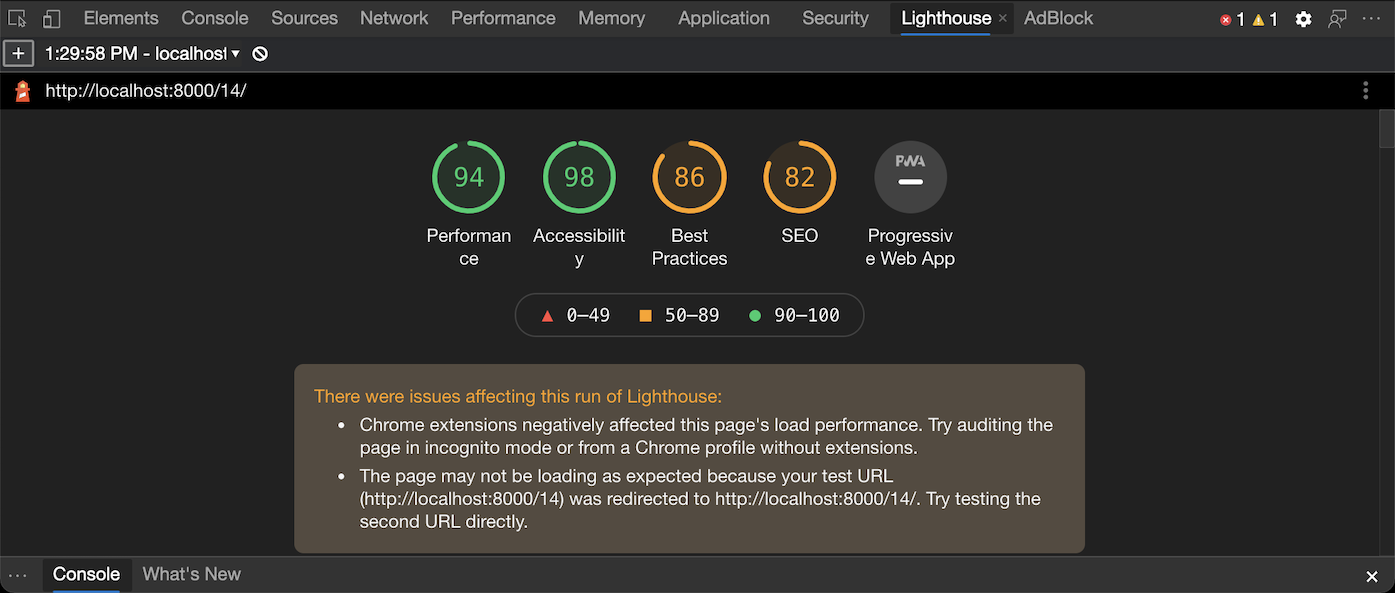 Elements Console Sources Network Performance Memory Application Security Lighthouse × AdBlock 1 1
+ 1:29:58 PM - localhost
http://localhost:8000/14/
94 98 86 82 PWA
Performan Accessibilit Best SEO Progressiv
ce y Practices e Web App
0–49 50–89 90–100
There were issues affecting this run of Lighthouse:
• Chrome extensions negatively affected this page's load performance. Try auditing the
page in incognito mode or from a Chrome profile without extensions.
• The page may not be loading as expected because your test URL
(http://localhost:8000/14) was redirected to http://localhost:8000/14/. Try testing the
second URL directly.
Console What's New